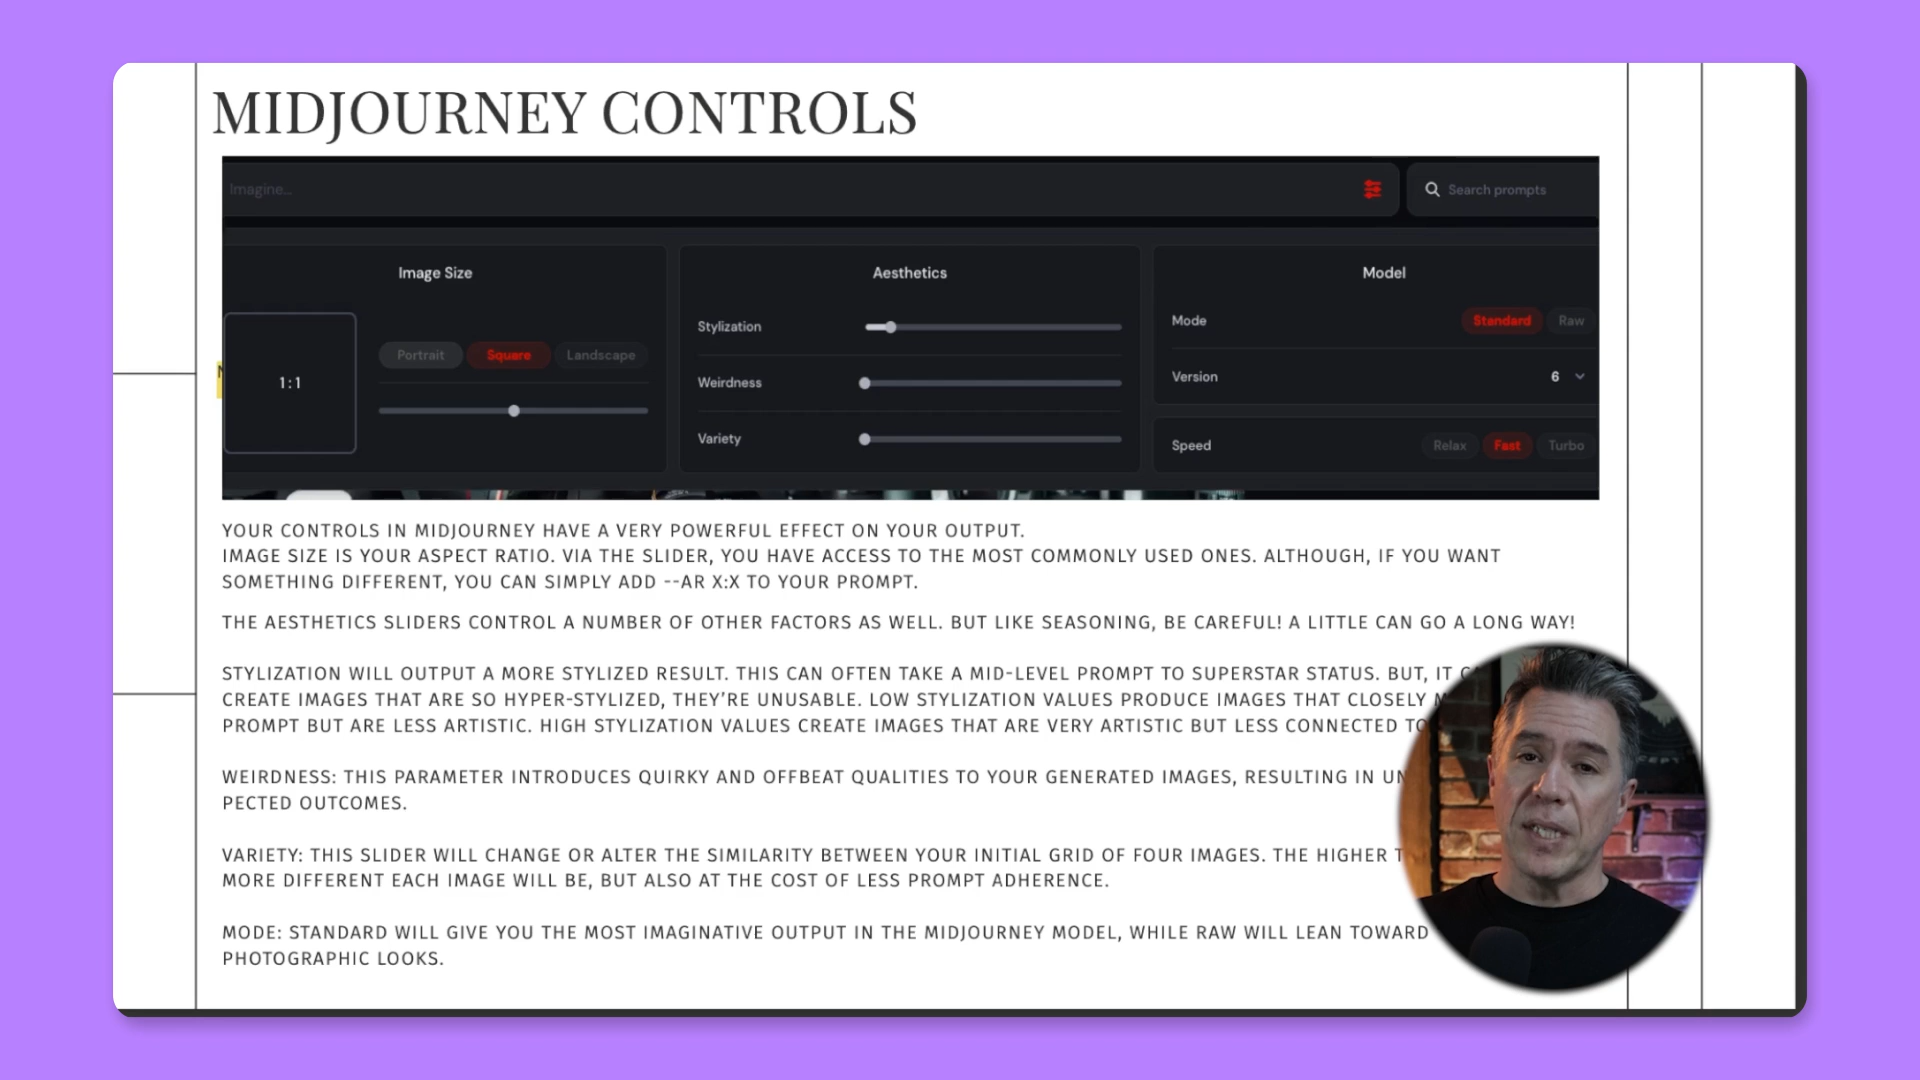 MIDJOURNEY CONTROLS
Imagine...
Search prompts
Image Size
Aesthetics
Model
Stylization
Mode
Standard
Raw
Portrait
Square
Landscape
1:1
Weirdness
Version
6
Variety
Speed
Relax
Fast
Turbo
YOUR CONTROLS IN MIDJOURNEY HAVE A VERY POWERFUL EFFECT ON YOUR OUTPUT.
IMAGE SIZE IS YOUR ASPECT RATIO. VIA THE SLIDER, YOU HAVE ACCESS TO THE MOST COMMONLY USED ONES. ALTHOUGH, IF YOU WANT
SOMETHING DIFFERENT, YOU CAN SIMPLY ADD --AR X:X TO YOUR PROMPT.
THE AESTHETICS SLIDERS CONTROL A NUMBER OF OTHER FACTORS AS WELL. BUT LIKE SEASONING, BE CAREFUL! A LITTLE CAN GO A LONG WAY!
STYLIZATION WILL OUTPUT A MORE STYLIZED RESULT. THIS CAN OFTEN TAKE A MID-LEVEL PROMPT TO SUPERSTAR STATUS. BUT, IT
CREATE IMAGES THAT ARE SO HYPER-STYLIZED, THEY'RE UNUSABLE. LOW STYLIZATION VALUES PRODUCE IMAGES THAT CLOSELY
PROMPT BUT ARE LESS ARTISTIC. HIGH STYLIZATION VALUES CREATE IMAGES THAT ARE VERY ARTISTIC BUT LESS CONNECTED TO
WEIRDNESS: THIS PARAMETER INTRODUCES QUIRKY AND OFFBEAT QUALITIES TO YOUR GENERATED IMAGES, RESULTING IN
PECTED OUTCOMES.
VARIETY: THIS SLIDER WILL CHANGE OR ALTER THE SIMILARITY BETWEEN YOUR INITIAL GRID OF FOUR IMAGES. THE HIGHER
MORE DIFFERENT EACH IMAGE WILL BE, BUT ALSO AT THE COST OF LESS PROMPT ADHERENCE.
MODE: STANDARD WILL GIVE YOU THE MOST IMAGINATIVE OUTPUT IN THE MIDJOURNEY MODEL, WHILE RAW WILL LEAN TOWARD
PHOTOGRAPHIC LOOKS.